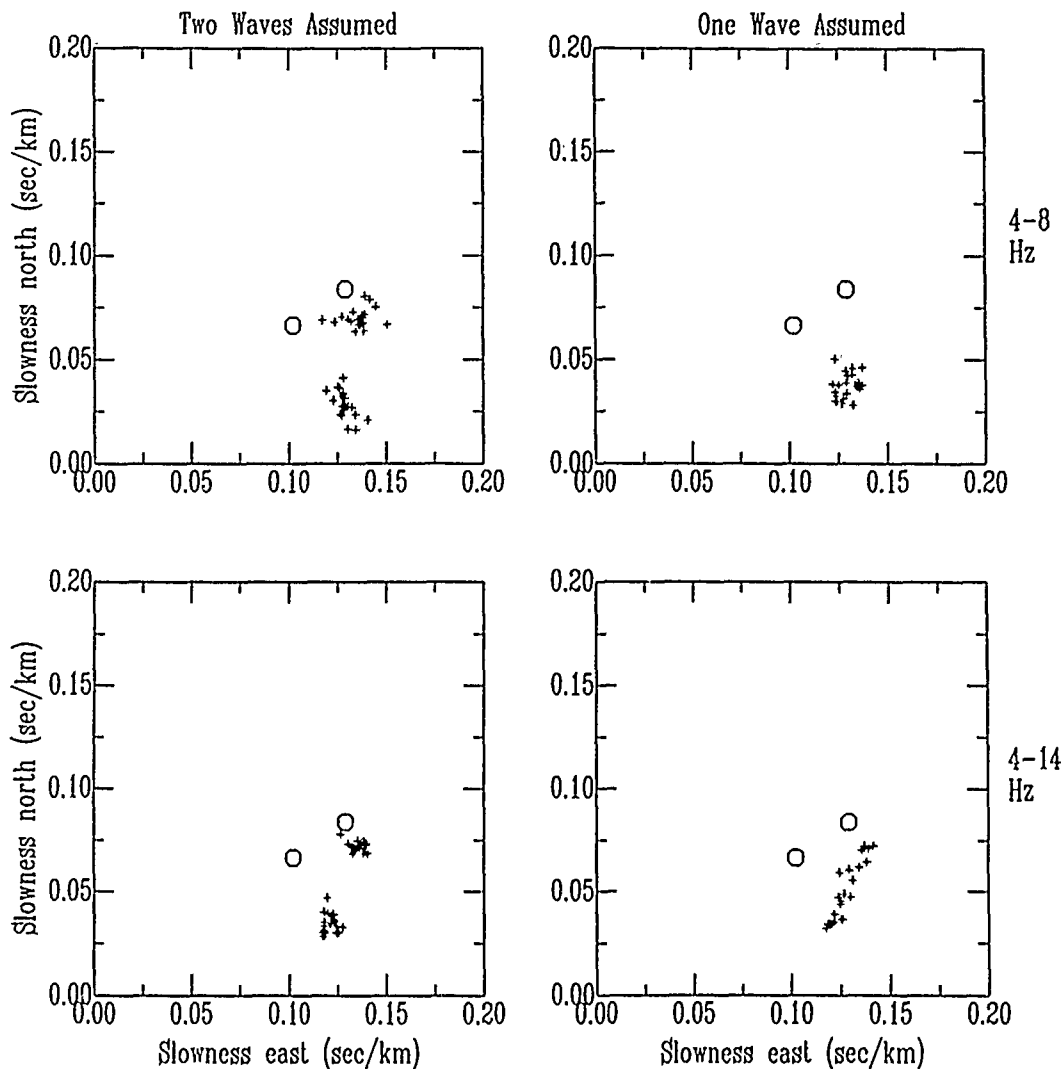 Two Waves Assumed
One Wave Assumed
0.20
0.15
0.10
0.05
0.00
0.00 0.05 0.10 0.15 0.20
Slowness north (sec/km)
0.20
0.15
0.10
0.05
0.00
0.00 0.05 0.10 0.15 0.20
4-8
Hz
0.20
0.15
0.10
0.05
0.00
0.00 0.05 0.10 0.15 0.20
Slowness north (sec/km)
Slowness east (sec/km)
0.20
0.15
0.10
0.05
0.00
0.00 0.05 0.10 0.15 0.20
Slowness east (sec/km)
4-14
Hz